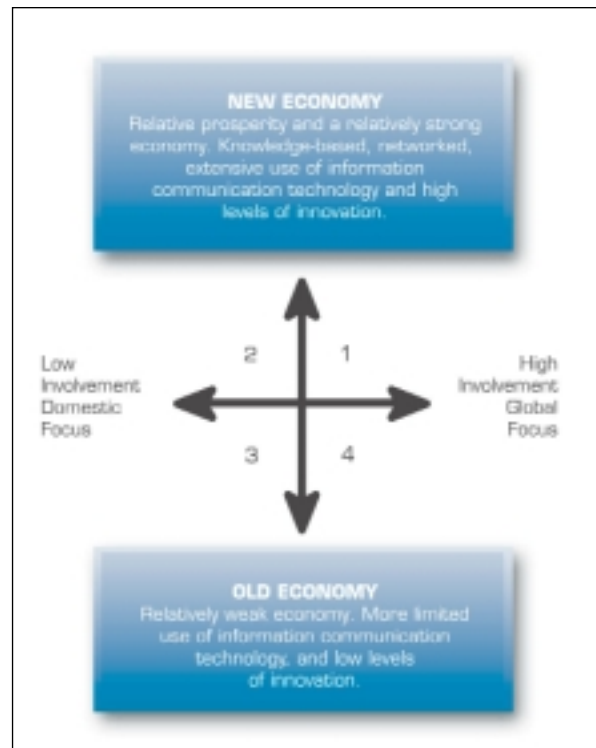 NEW ECONOMY
Relative prosperity and a relatively strong
economy. Knowledge-based, networked,
extensive use of information
communication technology and high
levels of innovation.
2 1
Low
Involvement
Domestic
Focus
High
Involvement
Global
Focus
3 4
OLD ECONOMY
Relatively weak economy. More limited
use of information communication
technology, and low levels
of innovation.